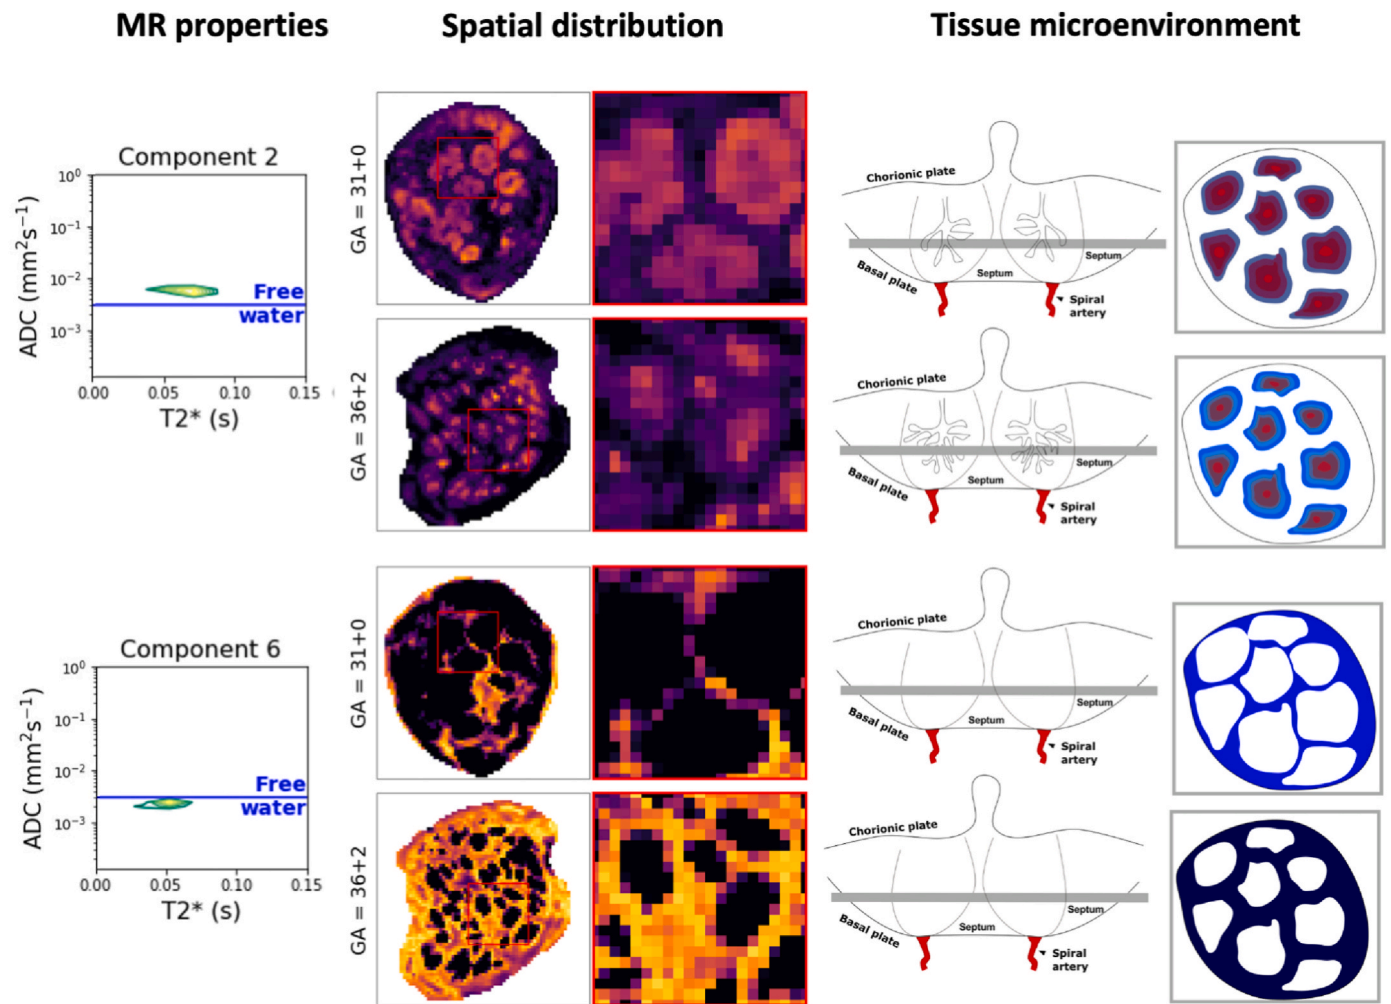 MR properties
Spatial distribution
Tissue microenvironment
Component 2
ADC (mm²s⁻¹)
10⁰
10⁻¹
10⁻²
10⁻³
Free
water
0.00
0.05
0.10
0.15
T2* (s)
GA = 31+0
GA = 36+2
Chorionic plate
Basal plate
Septum
Septum
Spiral
artery
Chorionic plate
Basal plate
Septum
Septum
Spiral
artery
Component 6
ADC (mm²s⁻¹)
10⁰
10⁻¹
10⁻²
10⁻³
Free
water
0.00
0.05
0.10
0.15
T2* (s)
GA = 31+0
GA = 36+2
Chorionic plate
Basal plate
Septum
Septum
Spiral
artery
Chorionic plate
Basal plate
Septum
Septum
Spiral
artery